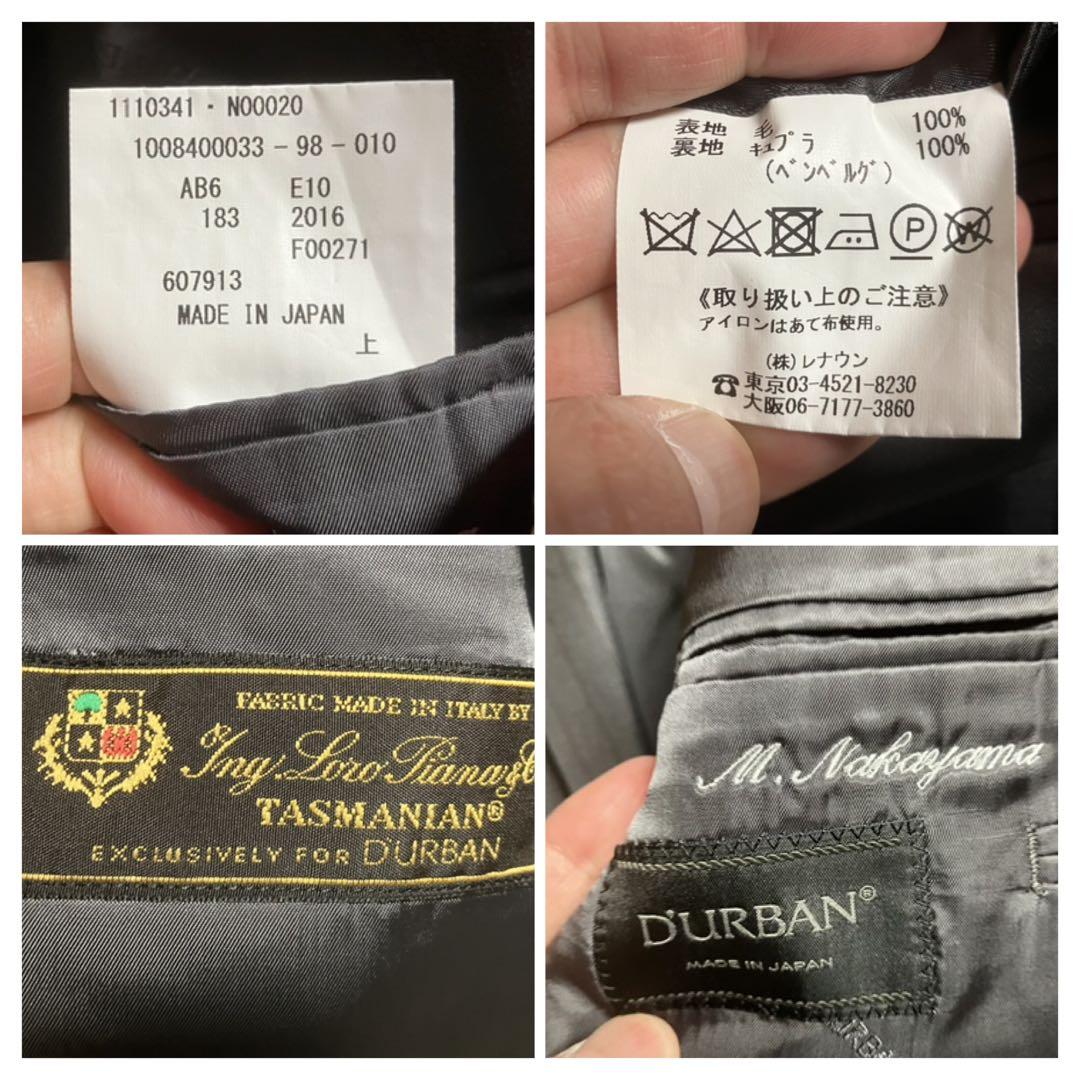 1110341・N00020
1008400033-98-010
AB6 E10
183 2016
F00271
607913
MADE IN JAPAN
上
表地 毛 100%
裏地 キュプラ 100%
(ベンベルグ)
P
W
《取り扱い上のご注意》
アイロンはあて布使用。
(株)レナウン
☎東京03-4521-8230
大阪06-7177-3860
FABRIC MADE IN ITALY BY
Ing. Loro Piana &
TASMANIAN®
EXCLUSIVELY FOR D'URBAN
M. Nakayama
D'URBAN®
MADE IN JAPAN